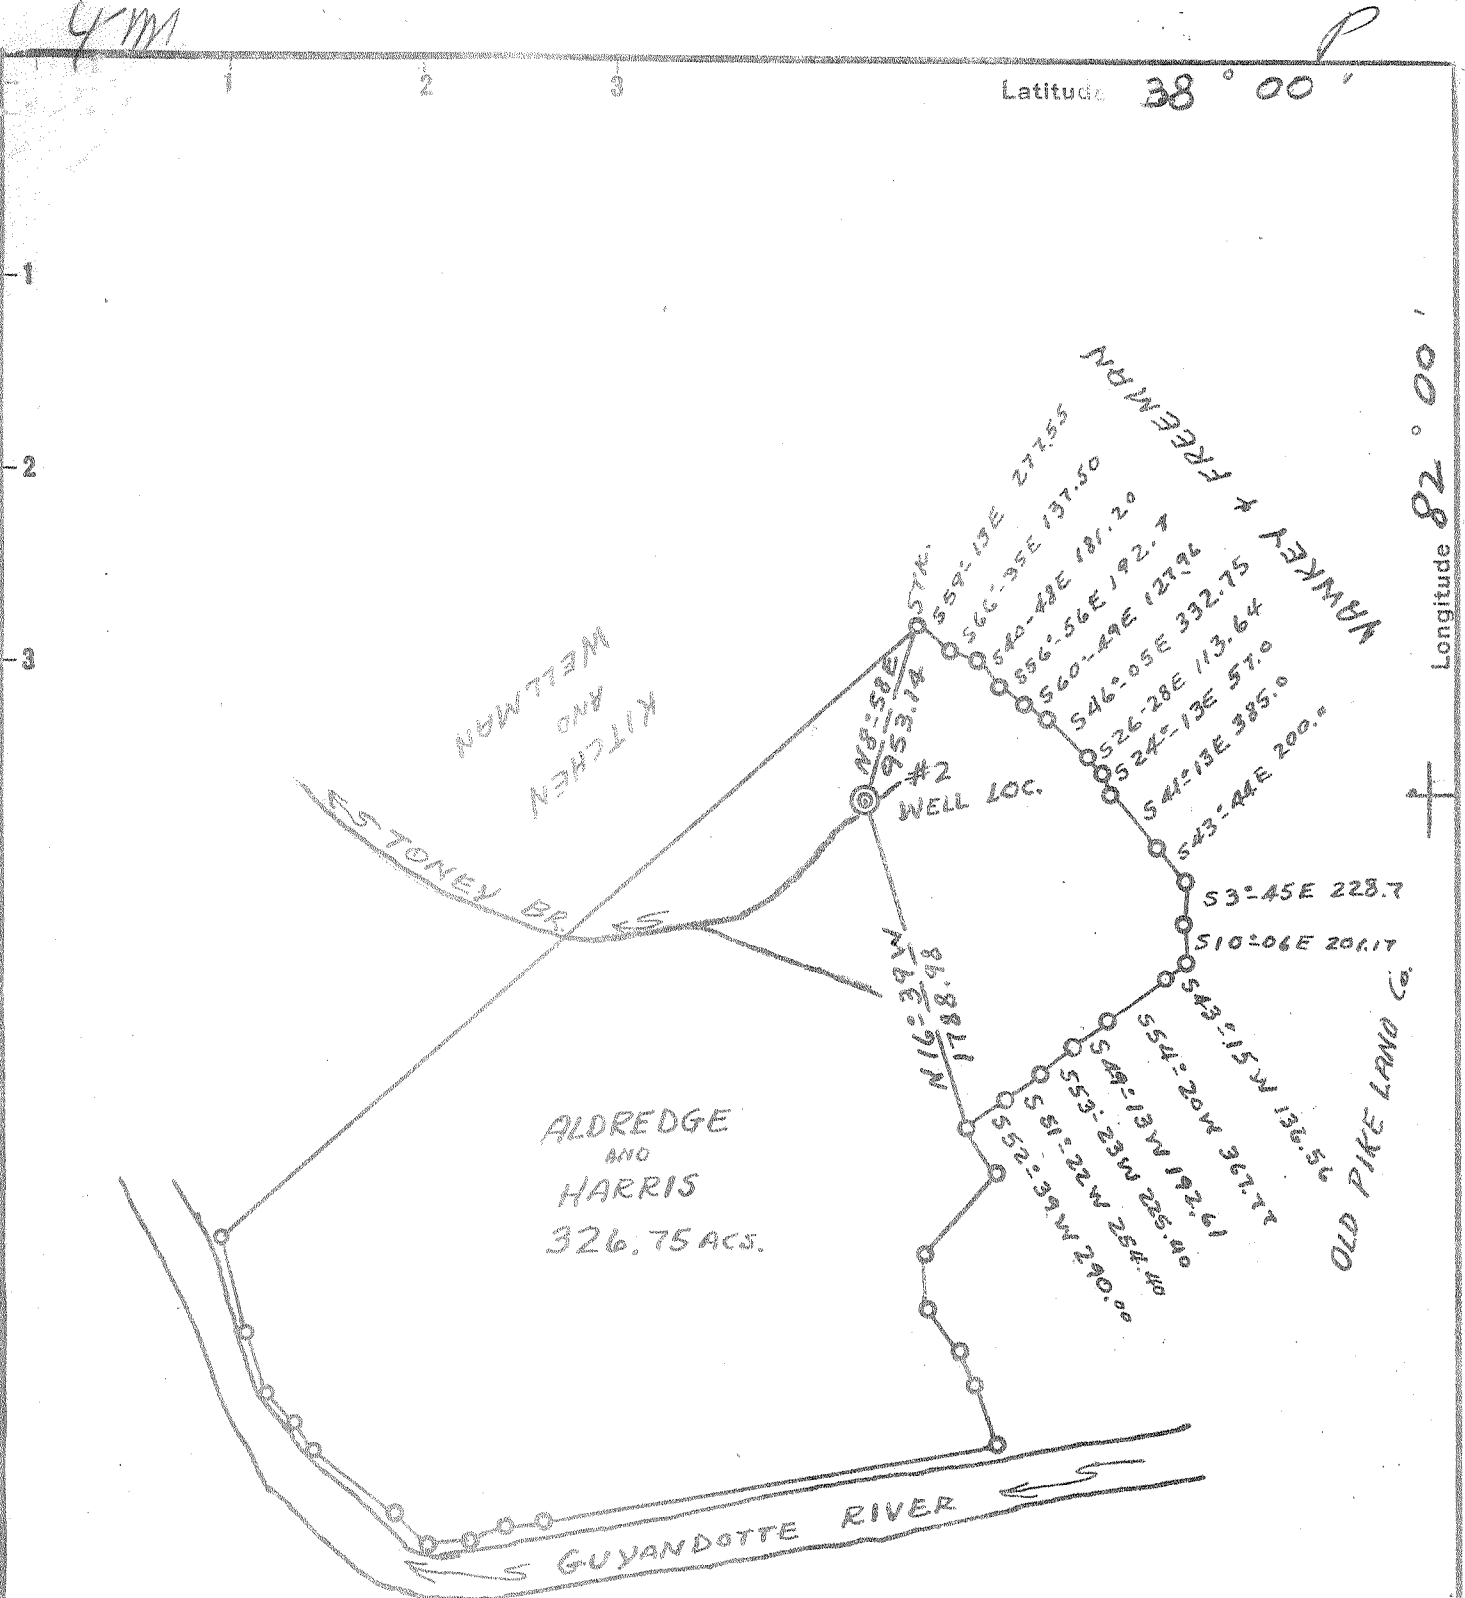 1 2 3
Latitude 38° 00'
1
2
3
Longitude 82° 00'
YAWKEY & FREEMAN
STK.
S59°-13E 277.55
S66°-35E 137.50
S40-48E 181.20
S56°-56E 192.7
S60-49E 127.96
S46°-05E 332.75
S26-28E 113.64
S24°-13E 57.0
S41°-13E 385.0
S43°-44E 200.0
S3°-45E 228.7
S10°-06E 201.17
S43°-15W 136.56
S54°-20W 367.77
S49°-13W 192.61
S53°-23W 225.40
S51°-22W 254.40
S52°-39W 290.00
OLD PIKE LAND CO.
KITCHEN
AND
WELLMAN
N8°-58E
953.14
#2
WELL LOC.
STONEY BR.
N16°-39W
1788.98
ALDREDGE
AND
HARRIS
326.75 ACS.
GUYANDOTTE RIVER